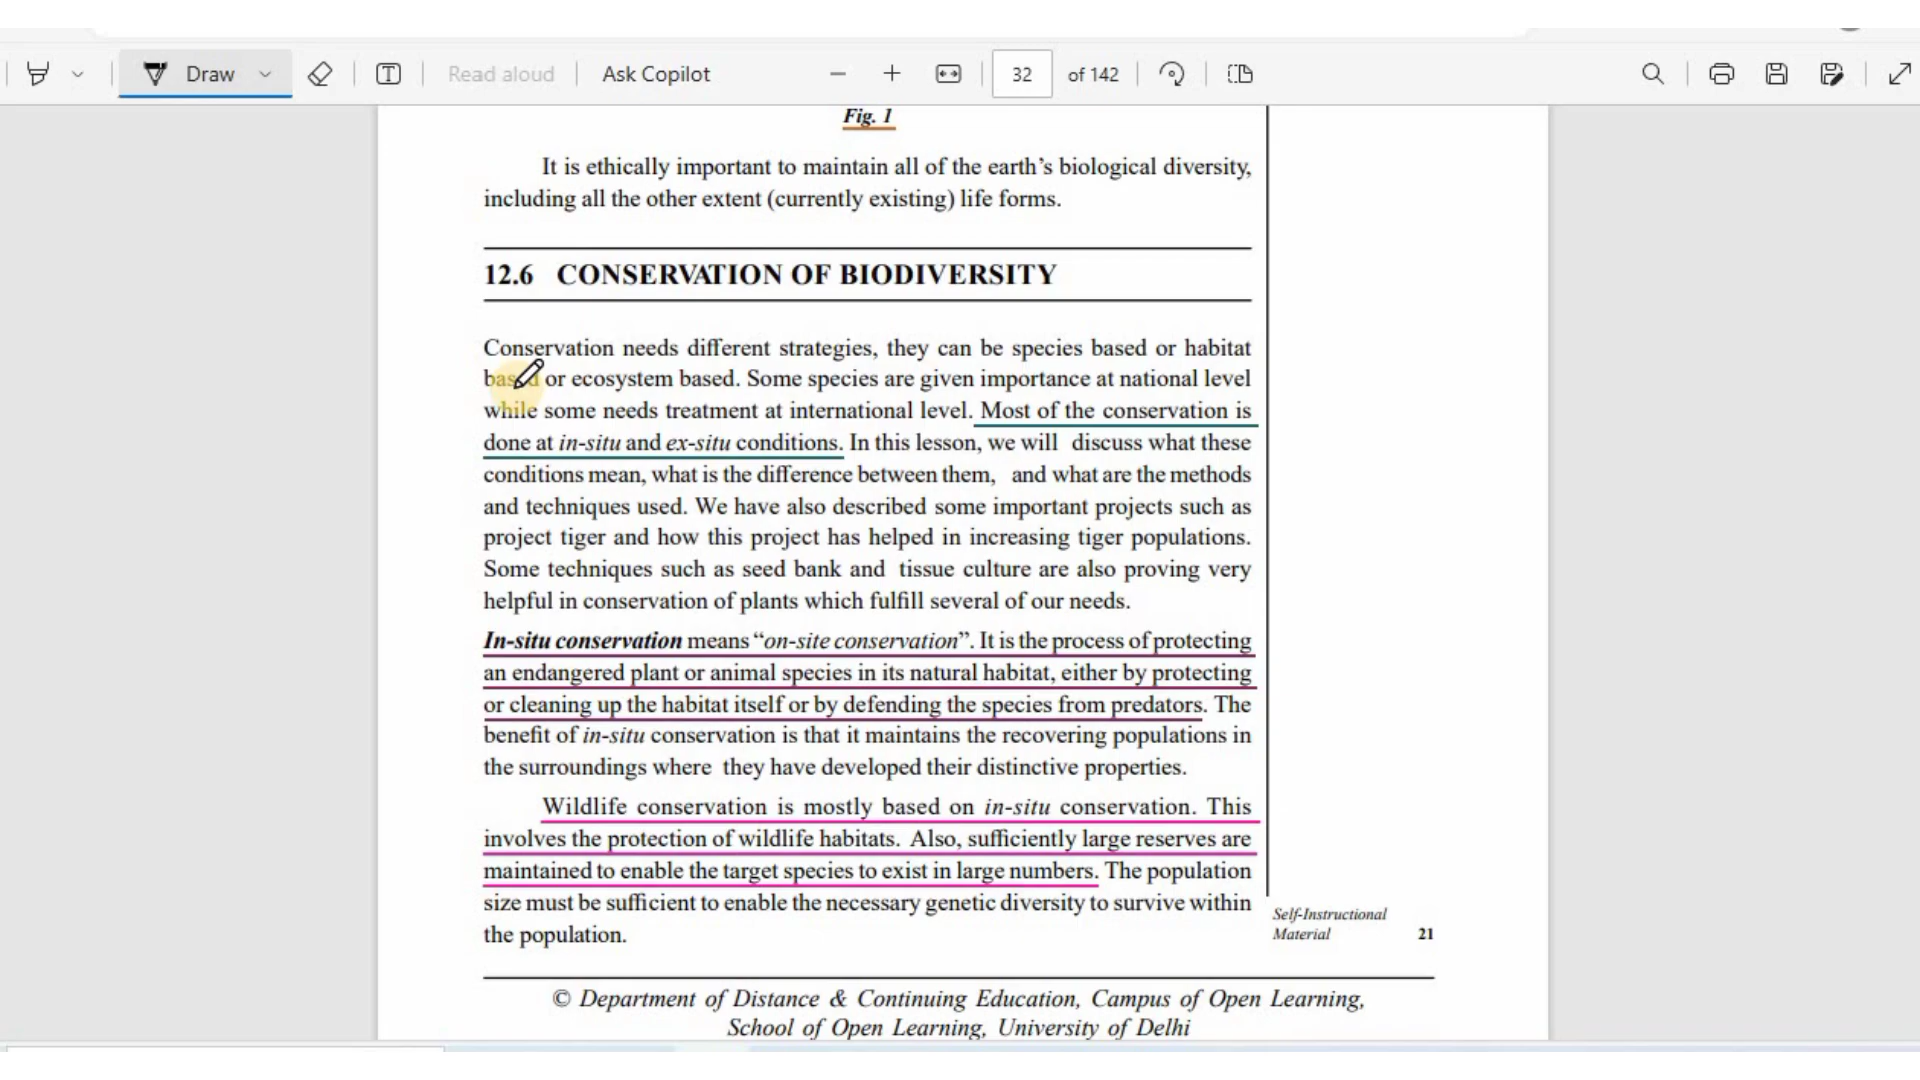 Draw
Read aloud
Ask Copilot
32
of 142
Fig. 1
It is ethically important to maintain all of the earth's biological diversity,
including all the other extent (currently existing) life forms.
12.6 CONSERVATION OF BIODIVERSITY
Conservation needs different strategies, they can be species based or habitat
based or ecosystem based. Some species are given importance at national level
while some needs treatment at international level. Most of the conservation is
done at in-situ and ex-situ conditions. In this lesson, we will discuss what these
conditions mean, what is the difference between them, and what are the methods
and techniques used. We have also described some important projects such as
project tiger and how this project has helped in increasing tiger populations.
Some techniques such as seed bank and tissue culture are also proving very
helpful in conservation of plants which fulfill several of our needs.
In-situ conservation means “on-site conservation”. It is the process of protecting
an endangered plant or animal species in its natural habitat, either by protecting
or cleaning up the habitat itself or by defending the species from predators. The
benefit of in-situ conservation is that it maintains the recovering populations in
the surroundings where they have developed their distinctive properties.
Wildlife conservation is mostly based on in-situ conservation. This
involves the protection of wildlife habitats. Also, sufficiently large reserves are
maintained to enable the target species to exist in large numbers. The population
size must be sufficient to enable the necessary genetic diversity to survive within
the population.
Self-Instructional
Material
21
© Department of Distance & Continuing Education, Campus of Open Learning,
School of Open Learning, University of Delhi